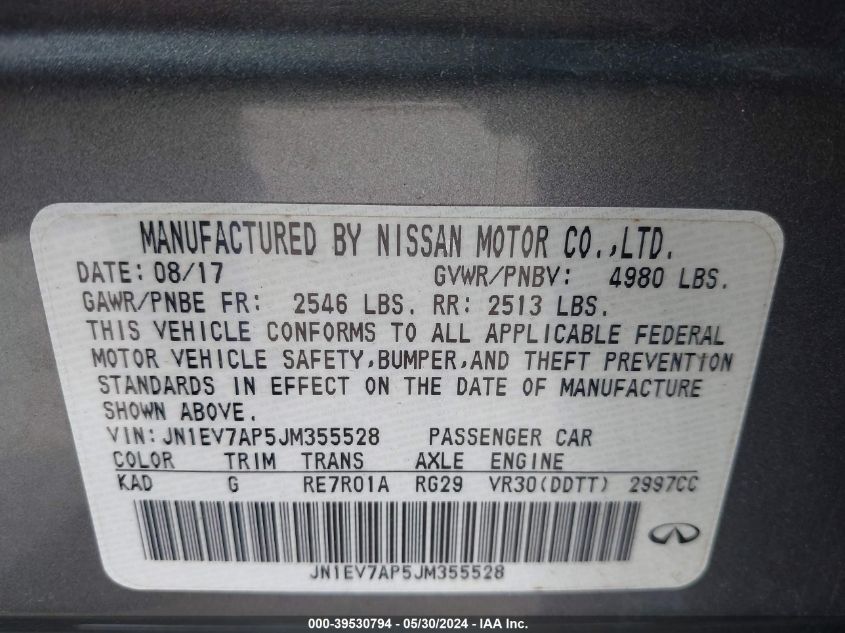 MANUFACTURED BY NISSAN MOTOR CO.,LTD.
DATE: 08/17 GVWR/PNBV: 4980 LBS.
GAWR/PNBE FR: 2546 LBS. RR: 2513 LBS.
THIS VEHICLE CONFORMS TO ALL APPLICABLE FEDERAL
MOTOR VEHICLE SAFETY,BUMPER,AND THEFT PREVENTION
STANDARDS IN EFFECT ON THE DATE OF MANUFACTURE
SHOWN ABOVE.
VIN:JN1EV7AP5JM355528 PASSENGER CAR
COLOR TRIM TRANS AXLE ENGINE
KAD G RE7R01A RG29 VR30(DDTT) 2997CC
JN1EV7AP5JM355528
000-39530794 - 05/30/2024 - IAA Inc.